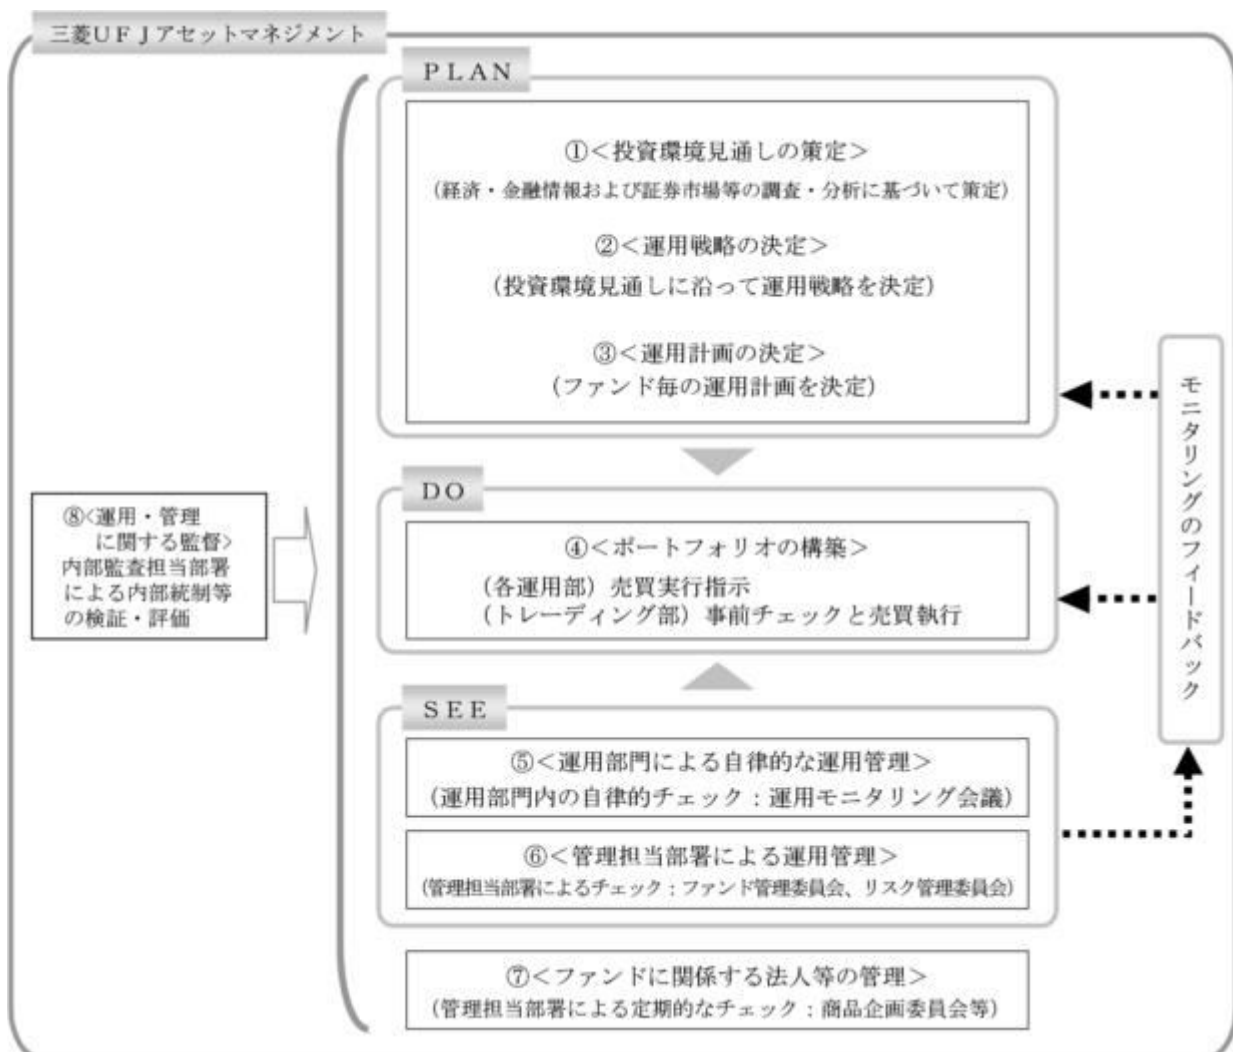 三菱UFJアセットマネジメント
PLAN
①<投資環境見通しの策定>
(経済・金融情報および証券市場等の調査・分析に基づいて策定)
②<運用戦略の決定>
(投資環境見通しに沿って運用戦略を決定)
③<運用計画の決定>
(ファンド毎の運用計画を決定)
DO
④<ポートフォリオの構築>
(各運用部)売買実行指示
(トレーディング部)事前チェックと売買執行
SEE
⑤<運用部門による自律的な運用管理>
(運用部門内の自律的チェック:運用モニタリング会議)
⑥<管理担当部署による運用管理>
(管理担当部署によるチェック:ファンド管理委員会、リスク管理委員会)
⑦<ファンドに関係する法人等の管理>
(管理担当部署による定期的なチェック:商品企画委員会等)
⑧<運用・管理
に関する監督>
内部監査担当部署
による内部統制等
の検証・評価
モニタリングのフィードバック